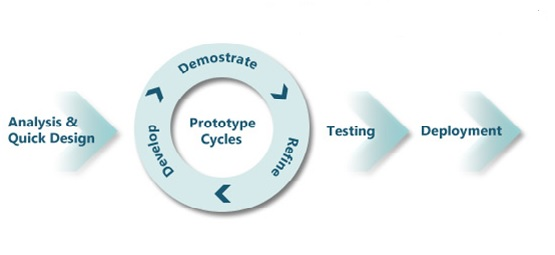 Analysis &
Quick Design
Demostrate
Develop
Prototype
Cycles
Refine
Testing
Deployment